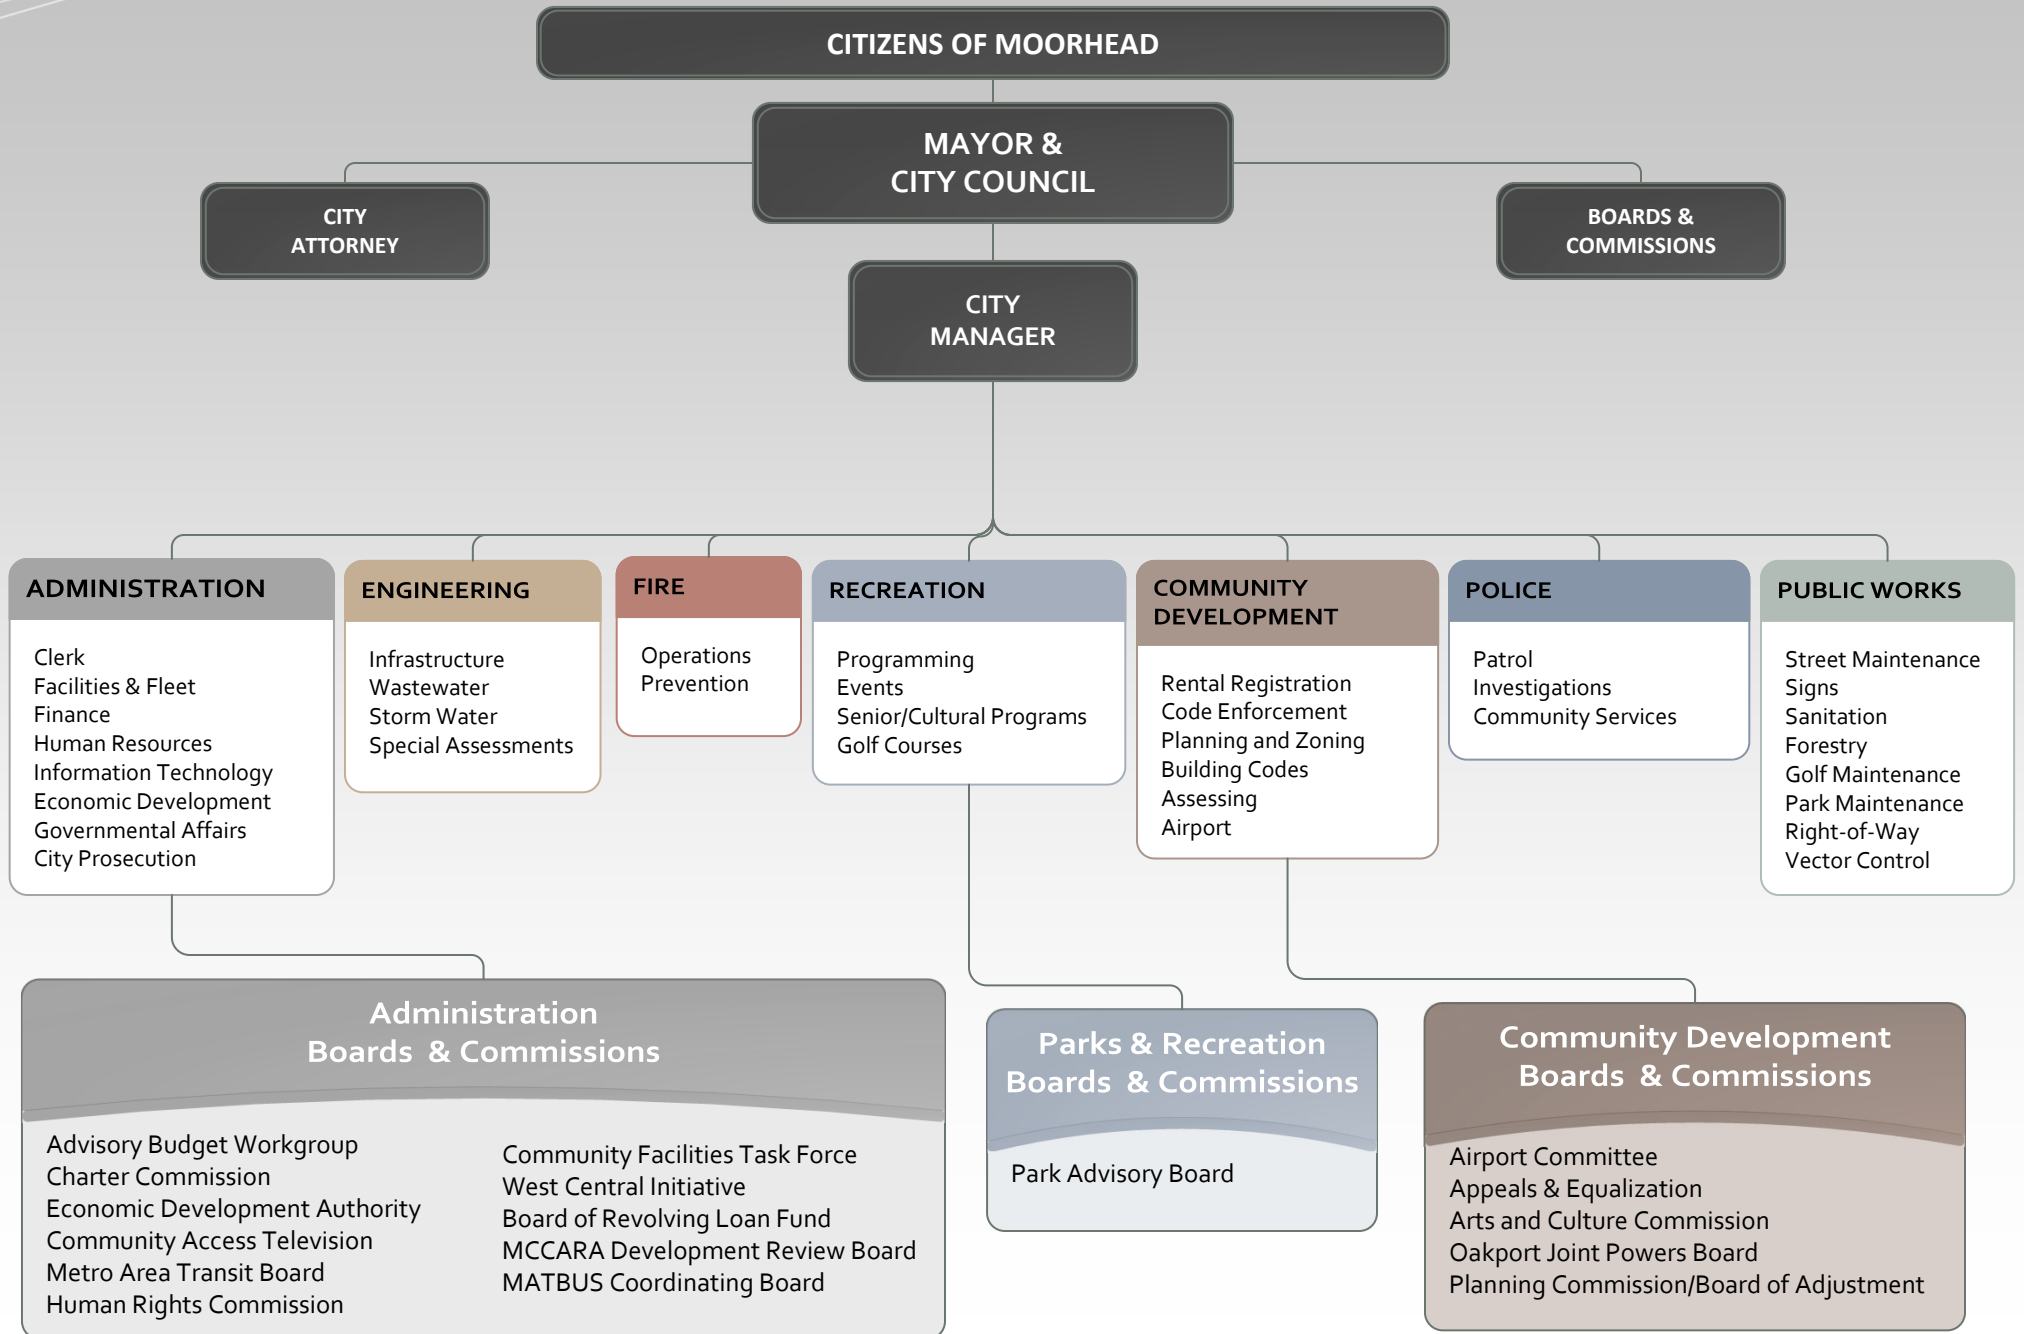 CITIZENS OF MOORHEAD
MAYOR &
CITY COUNCIL
CITY
ATTORNEY
BOARDS &
COMMISSIONS
CITY
MANAGER
ADMINISTRATION
Clerk
Facilities & Fleet
Finance
Human Resources
Information Technology
Economic Development
Governmental Affairs
City Prosecution
ENGINEERING
Infrastructure
Wastewater
Storm Water
Special Assessments
FIRE
Operations
Prevention
RECREATION
Programming
Events
Senior/Cultural Programs
Golf Courses
COMMUNITY
DEVELOPMENT
Rental Registration
Code Enforcement
Planning and Zoning
Building Codes
Assessing
Airport
POLICE
Patrol
Investigations
Community Services
PUBLIC WORKS
Street Maintenance
Signs
Sanitation
Forestry
Golf Maintenance
Park Maintenance
Right-of-Way
Vector Control
Administration
Boards & Commissions
Advisory Budget Workgroup
Charter Commission
Economic Development Authority
Community Access Television
Metro Area Transit Board
Human Rights Commission
Community Facilities Task Force
West Central Initiative
Board of Revolving Loan Fund
MCCARA Development Review Board
MATBUS Coordinating Board
Parks & Recreation
Boards & Commissions
Park Advisory Board
Community Development
Boards & Commissions
Airport Committee
Appeals & Equalization
Arts and Culture Commission
Oakport Joint Powers Board
Planning Commission/Board of Adjustment